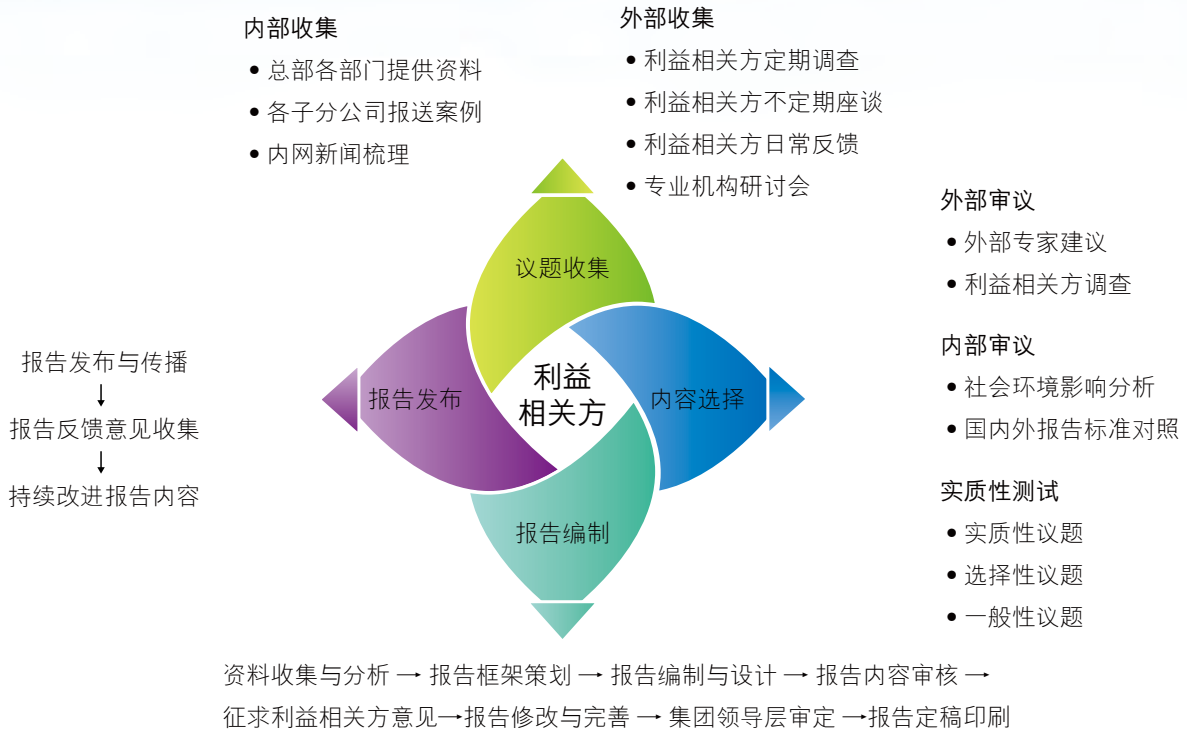 内部收集
• 总部各部门提供资料
• 各子分公司报送案例
• 内网新闻梳理
外部收集
• 利益相关方定期调查
• 利益相关方不定期座谈
• 利益相关方日常反馈
• 专业机构研讨会
外部审议
• 外部专家建议
• 利益相关方调查
内部审议
• 社会环境影响分析
• 国内外报告标准对照
实质性测试
• 实质性议题
• 选择性议题
• 一般性议题
议题收集
内容选择
报告编制
报告发布
利益
相关方
报告发布与传播
↓
报告反馈意见收集
↓
持续改进报告内容
资料收集与分析 → 报告框架策划 → 报告编制与设计 → 报告内容审核 →
征求利益相关方意见→报告修改与完善 → 集团领导层审定 →报告定稿印刷